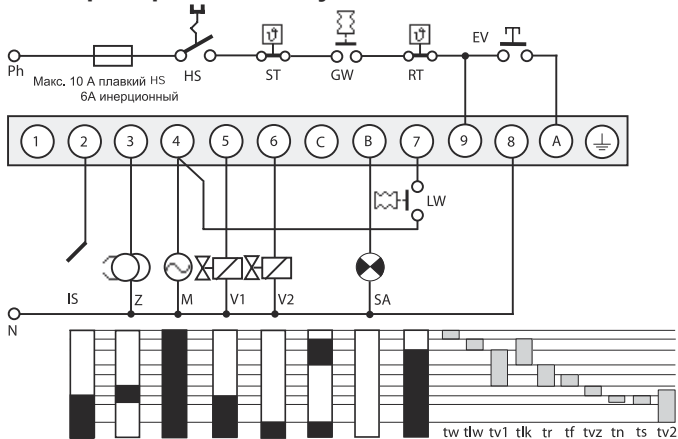 EV
Ph
Макс. 10 А плавкий HS
6А инерционный
HS
ST
GW
RT
1 2 3 4 5 6 C B 7 9 8 A
LW
IS
Z
M
V1
V2
SA
N
tw tlw tv1 tlk tr tf tvz tn ts tv2